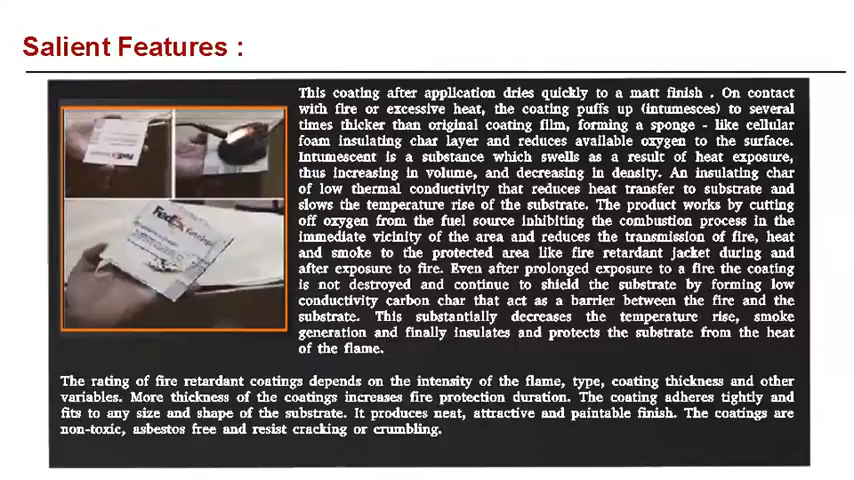 Salient Features :
This coating after application dries quickly to a matt finish . On contact
with fire or excessive heat, the coating puffs up (intumesces) to several
times thicker than original coating film, forming a sponge - like cellular
foam insulating char layer and reduces available oxygen to the surface.
Intumescent is a substance which swells as a result of heat exposure,
thus increasing in volume, and decreasing in density. An insulating char
of low thermal conductivity that reduces heat transfer to substrate and
slows the temperature rise of the substrate. The product works by cutting
off oxygen from the fuel source inhibiting the combustion process in the
immediate vicinity of the area and reduces the transmission of fire, heat
and smoke to the protected area like fire retardant jacket during and
after exposure to fire. Even after prolonged exposure to a fire the coating
is not destroyed and continue to shield the substrate by forming low
conductivity carbon char that act as a barrier between the fire and the
substrate. This substantially decreases the temperature rise, smoke
generation and finally insulates and protects the substrate from the heat
of the flame.
FedEx
FedEx
The rating of fire retardant coatings depends on the intensity of the flame, type, coating thickness and other
variables. More thickness of the coatings increases fire protection duration. The coating adheres tightly and
fits to any size and shape of the substrate. It produces neat, attractive and paintable finish. The coatings are
non-toxic, asbestos free and resist cracking or crumbling.